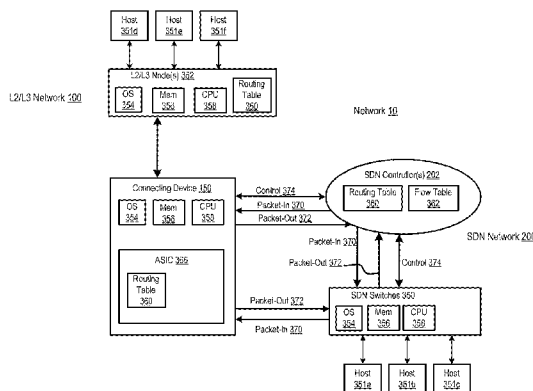 Host
351d
Host
351e
Host
351f
L2/L3 Node(s) 352
OS
354
Mem
356
CPU
358
Routing
Table
360
L2/L3 Network 100
Network 10
Connecting Device 150
OS
354
Mem
356
CPU
358
ASIC 365
Routing
Table
360
Control 374
Packet-In 370
Packet-Out 372
SDN Controller(s) 202
Routing Table
360
Flow Table
362
SDN Network 200
Packet-In 370
Packet-Out 372
Control 374
Packet-Out 372
Packet-In 370
SDN Switches 350
OS
354
Mem
356
CPU
358
Host
351a
Host
351b
Host
351c